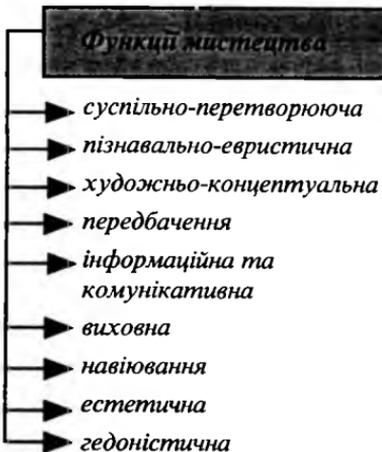 Функції мистецтва
суспільно-перетворююча
пізнавально-евристична
художньо-концептуальна
передбачення
інформаційна та
комунікативна
виховна
навіювання
естетична
гедоністична